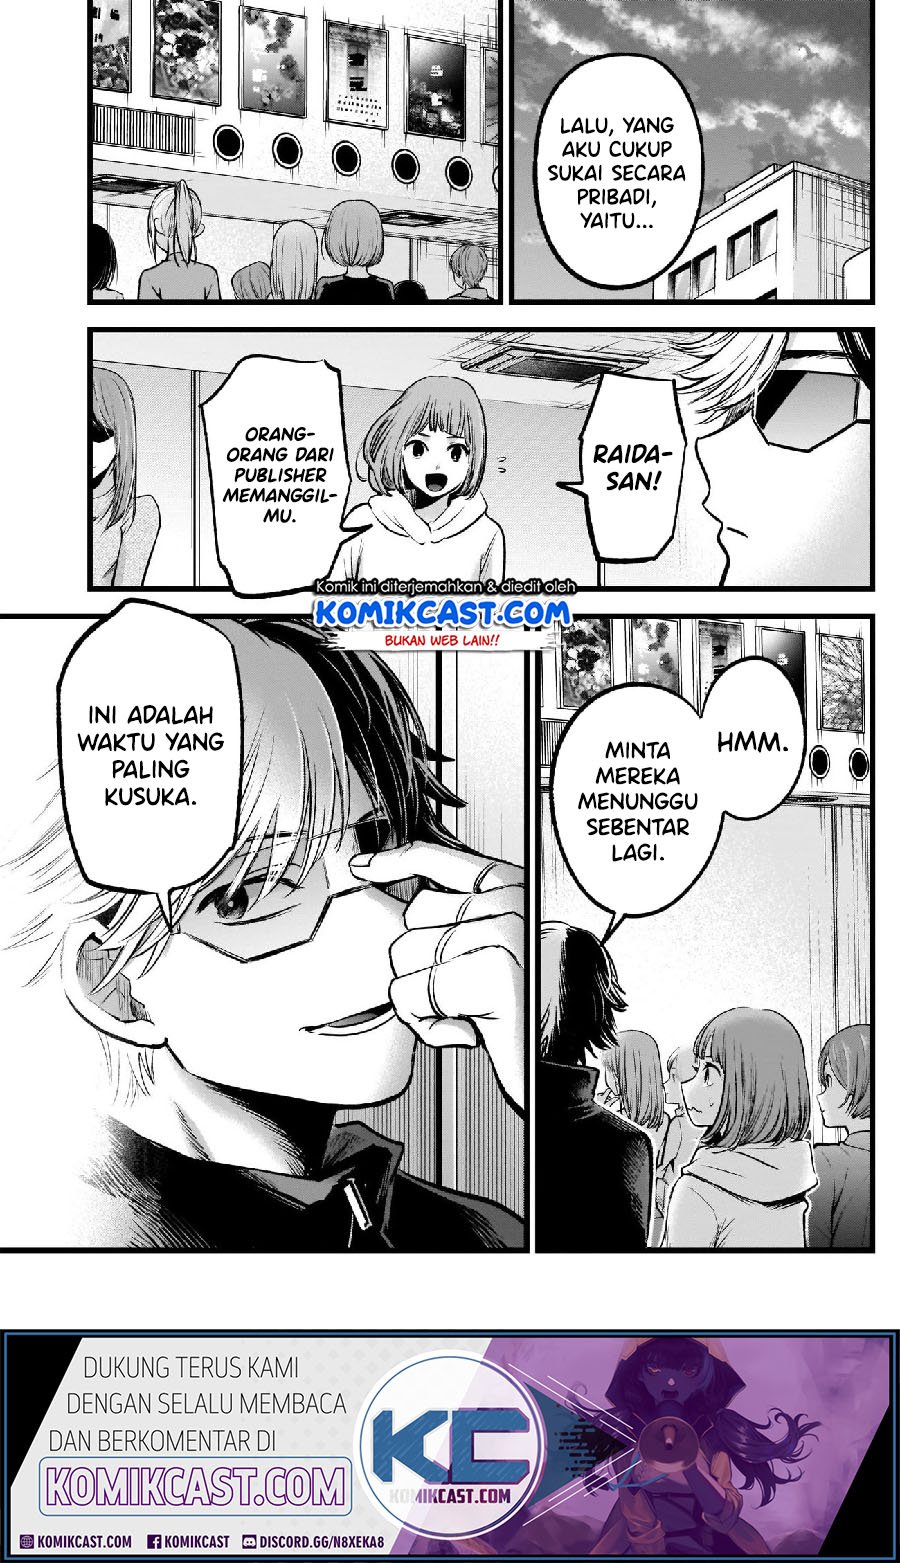 LALU, YANG
AKU CUKUP
SUKAI SECARA
PRIBADI,
YAITU...
RAIDA-
SAN!
ORANG-
ORANG DARI
PUBLISHER
MEMANGGIL-
MU.
Komik ini diterjemahkan & diedit oleh
KOMIKCAST.COM
BUKAN WEB LAIN!!
HMM.
MINTA
MEREKA
MENUNGGU
SEBENTAR
LAGI.
INI ADALAH
WAKTU YANG
PALING
KUSUKA.
DUKUNG TERUS KAMI
DENGAN SELALU MEMBACA
DAN BERKOMENTAR DI
KOMIKCAST.COM
KOMIKCAST.COM
KOMIKCAST
DISCORD.GG/N8XEKA8
KC
KOMIKCAST.COM